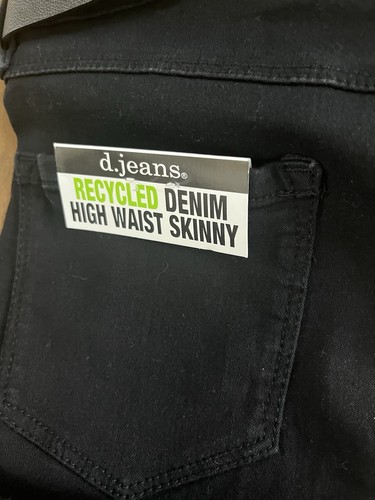 d.jeans®
RECYCLED DENIM
HIGH WAIST SKINNY